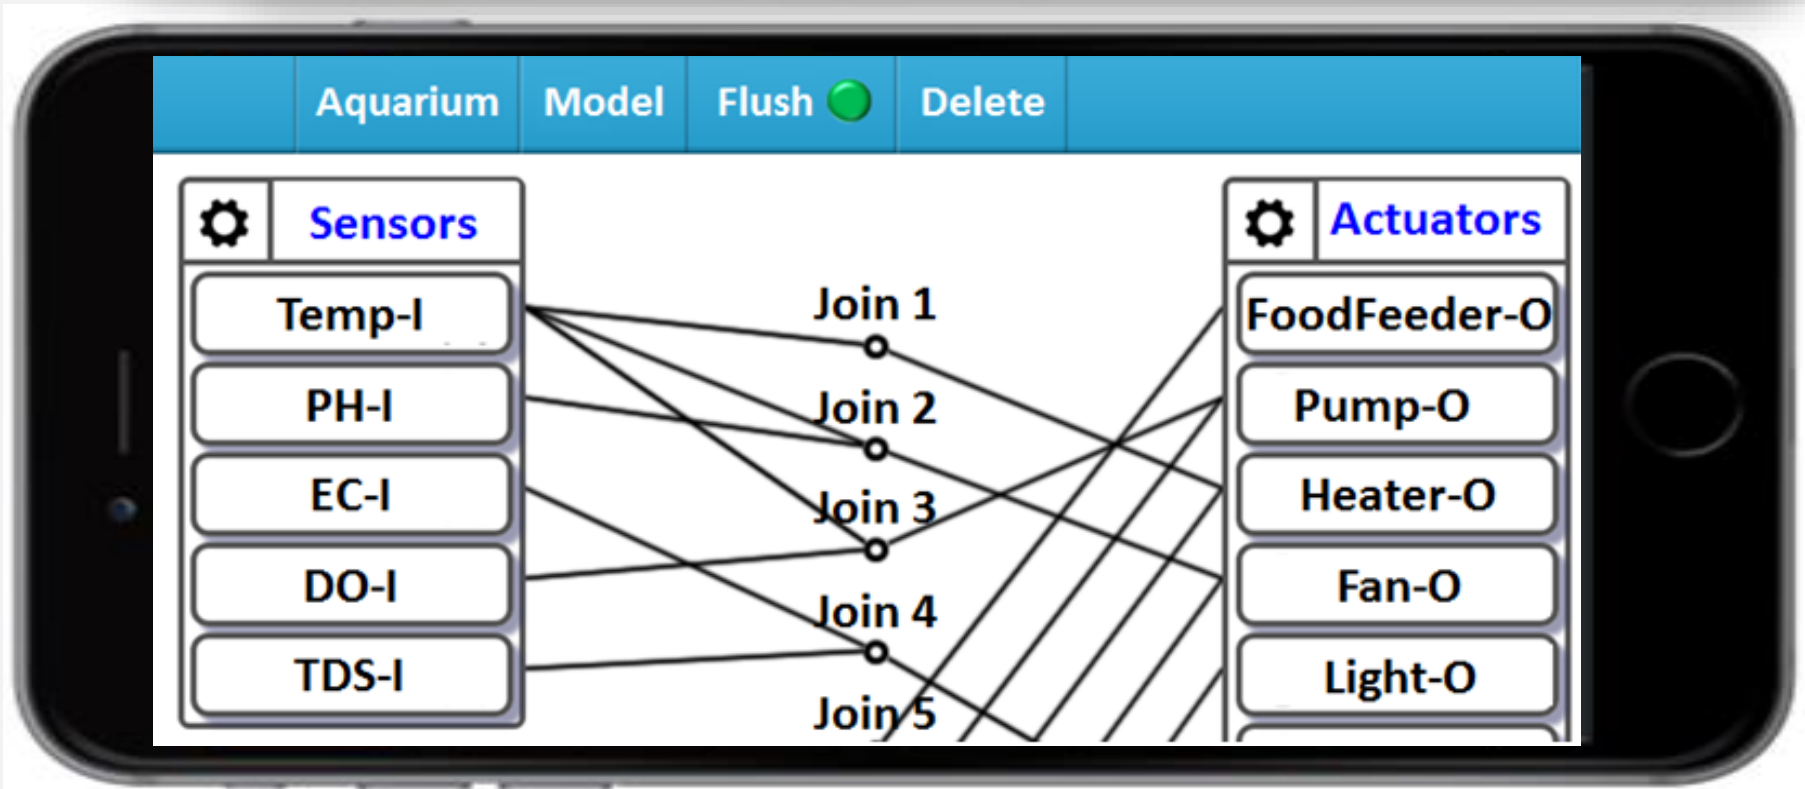 Aquarium Model Flush Delete
Sensors
Temp-I
PH-I
EC-I
DO-I
TDS-I
Join 1
Join 2
Join 3
Join 4
Join 5
Actuators
FoodFeeder-O
Pump-O
Heater-O
Fan-O
Light-O